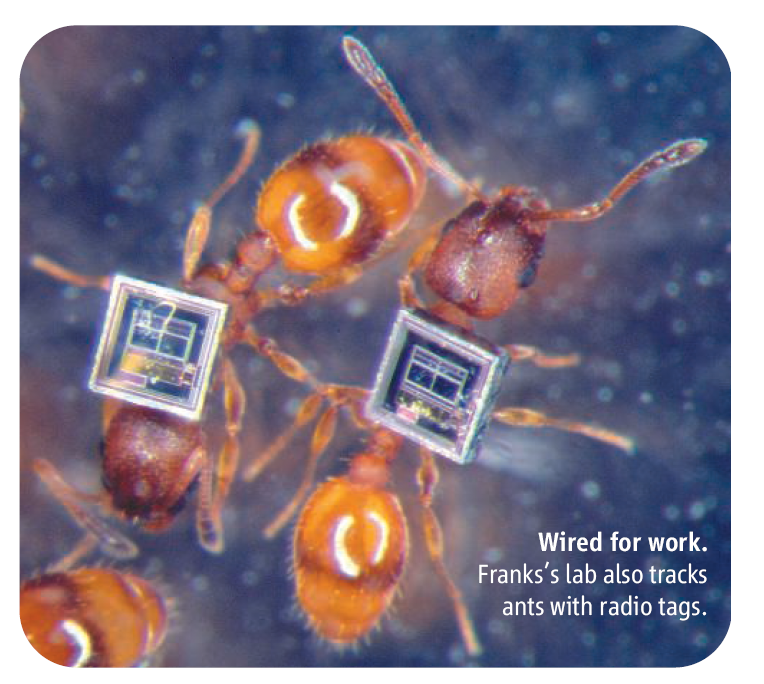 Wired for work.
Franks's lab also tracks
ants with radio tags.